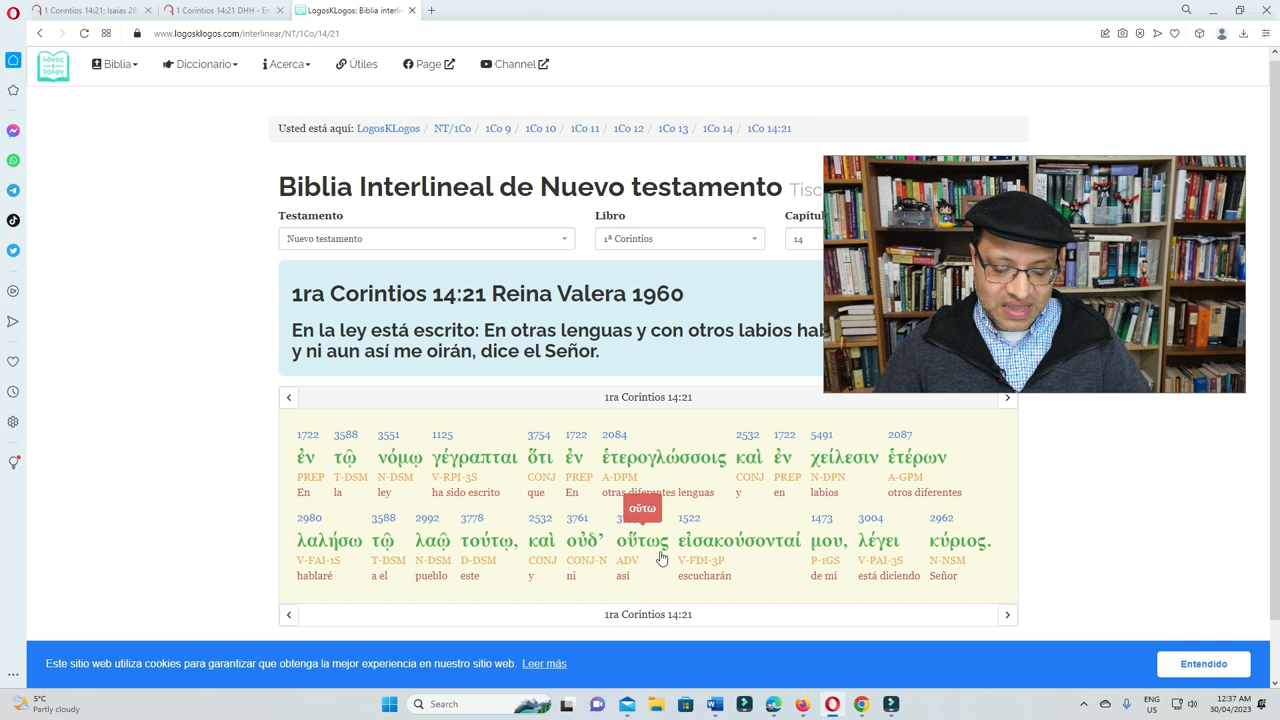 1 Corintios 14:21; Isaías 28:
1 Corintios 14:21 DHH - En
LogosKLogos: Biblia interlin
www.logosklogos.com/interlinear/NT/1Co/14/21
λόγος
Biblia
Diccionario
Acerca
Útiles
Page
Channel
Usted está aquí: LogosKLogos / NT/1Co / 1Co 9 / 1Co 10 / 1Co 11 / 1Co 12 / 1Co 13 / 1Co 14 / 1Co 14:21
Biblia Interlineal de Nuevo testamento Tisc
Testamento
Libro
Capítul
Nuevo testamento
1ª Corintios
14
1ra Corintios 14:21 Reina Valera 1960
En la ley está escrito: En otras lenguas y con otros labios hab
y ni aun así me oirán, dice el Señor.
1ra Corintios 14:21
1722 3588 3551 1125 3754 1722 2084 2532 1722 5491 2087
ἐν τῷ νόμῳ γέγραπται ὅτι ἐν ἑτερογλώσσοις καὶ ἐν χείλεσιν ἑτέρων
PREP T-DSM N-DSM V-RPI-3S CONJ PREP A-DPM CONJ PREP N-DPN A-GPM
En la ley ha sido escrito que En otras diferentes lenguas y en labios otros diferentes
οὕτω
2980 3588 2992 3778 2532 3761 1522 1473 3004 2962
λαλήσω τῷ λαῷ τούτῳ, καὶ οὐδ’ οὕτως εἰσακούσονταί μου, λέγει κύριος.
V-FAI-1S T-DSM N-DSM D-DSM CONJ CONJ-N ADV V-FDI-3P P-1GS V-PAI-3S N-NSM
hablaré a el pueblo este y ni así escucharán de mí está diciendo Señor
1ra Corintios 14:21
Este sitio web utiliza cookies para garantizar que obtenga la mejor experiencia en nuestro sitio web. Leer más
Entendido
5°C
Partly cloudy
Search
ENG
US
12:37 AM
30/04/2023